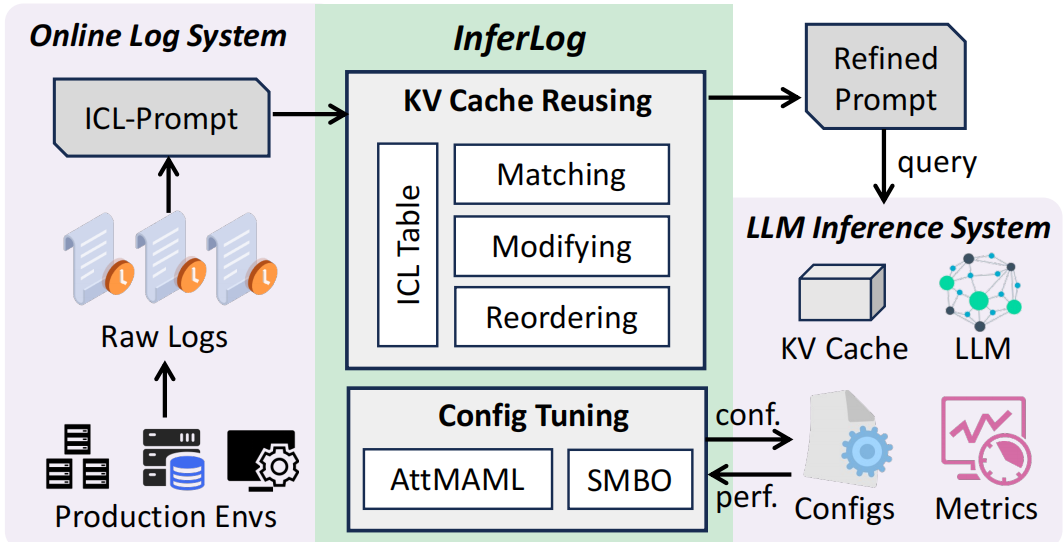 Online Log System
ICL-Prompt
Raw Logs
Production Envs
InferLog
KV Cache Reusing
ICL Table
Matching
Modifying
Reordering
Config Tuning
AttMAML
SMBO
Refined
Prompt
query
LLM Inference System
KV Cache
LLM
conf.
perf.
Configs
Metrics